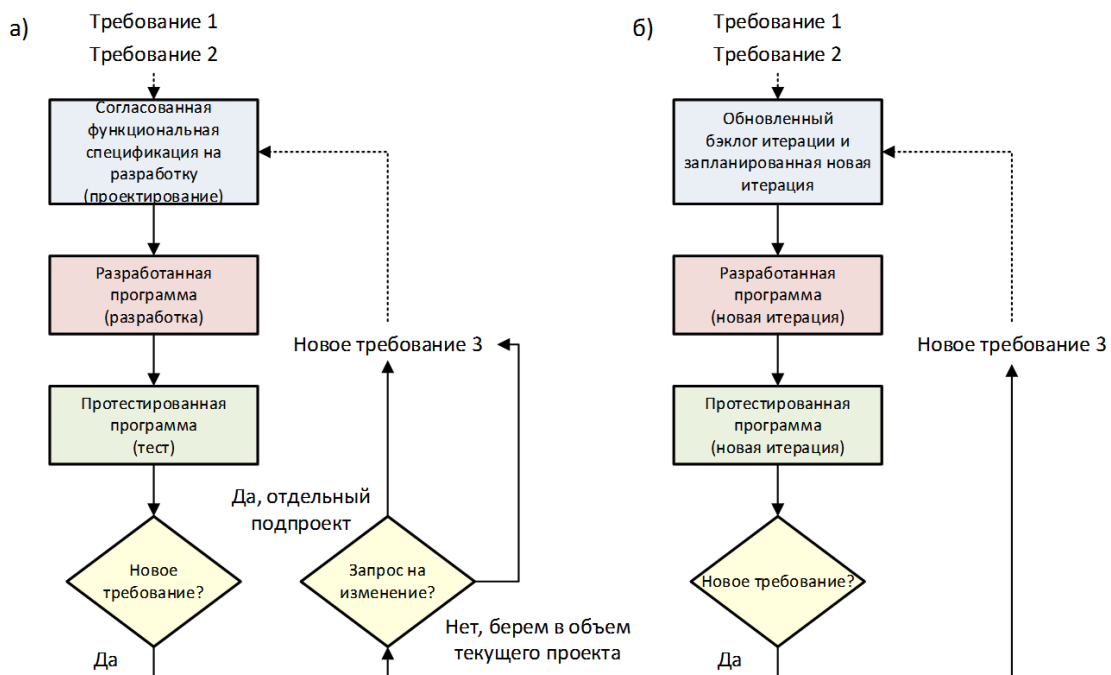 а)
Требование 1
Требование 2
Согласованная
функциональная
спецификация на
разработку
(проектирование)
Разработанная
программа
(разработка)
Протестированная
программа
(тест)
Новое
требование?
Да
Новое требование 3
Да, отдельный
подпроект
Запрос на
изменение?
Нет, берем в объем
текущего проекта
б)
Требование 1
Требование 2
Обновленный
бэклог итерации и
запланированная новая
итерация
Разработанная
программа
(новая итерация)
Протестированная
программа
(новая итерация)
Новое требование?
Да
Новое требование 3